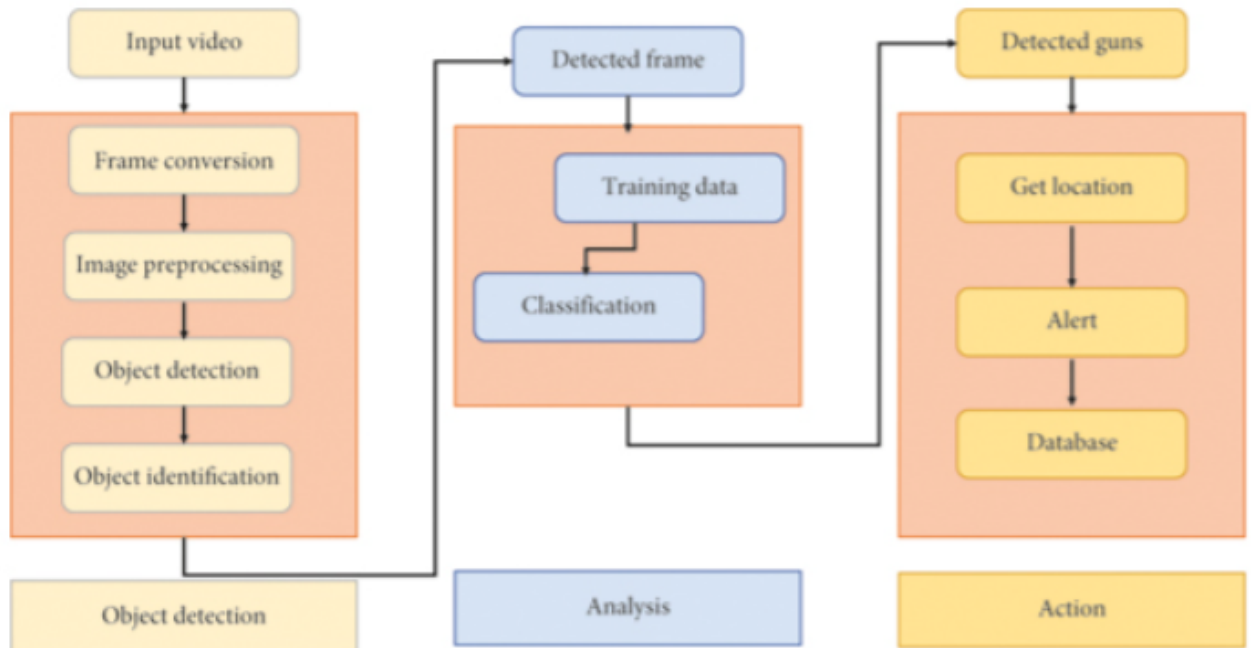 Input video
Frame conversion
Image preprocessing
Object detection
Object identification
Object detection
Detected frame
Training data
Classification
Analysis
Detected guns
Get location
Alert
Database
Action